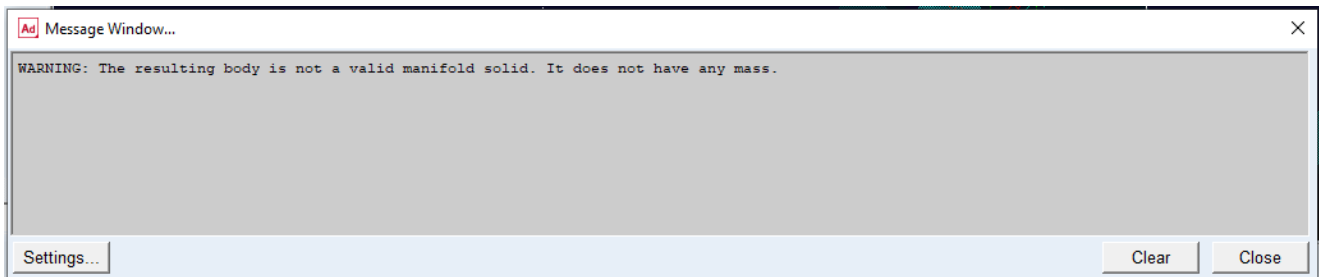 Ad Message Window...
WARNING: The resulting body is not a valid manifold solid. It does not have any mass.
Settings...
Clear
Close